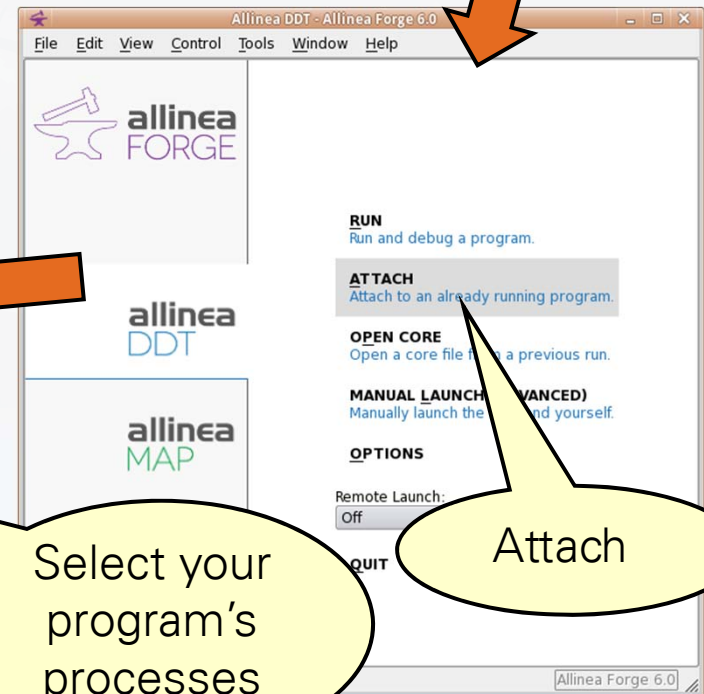 Allinea DDT - Allinea Forge 6.0
File Edit View Control Tools Window Help
allinea
FORGE
RUN
Run and debug a program.
ATTACH
Attach to an already running program.
allinea
DDT
OPEN CORE
Open a core file a previous run.
MANUAL LAUNCH VANCED)
Manually launch the nd yourself.
allinea
MAP
OPTIONS
Remote Launch:
Off
QUIT
Attach
Select your
program's
processes
Allinea Forge 6.0